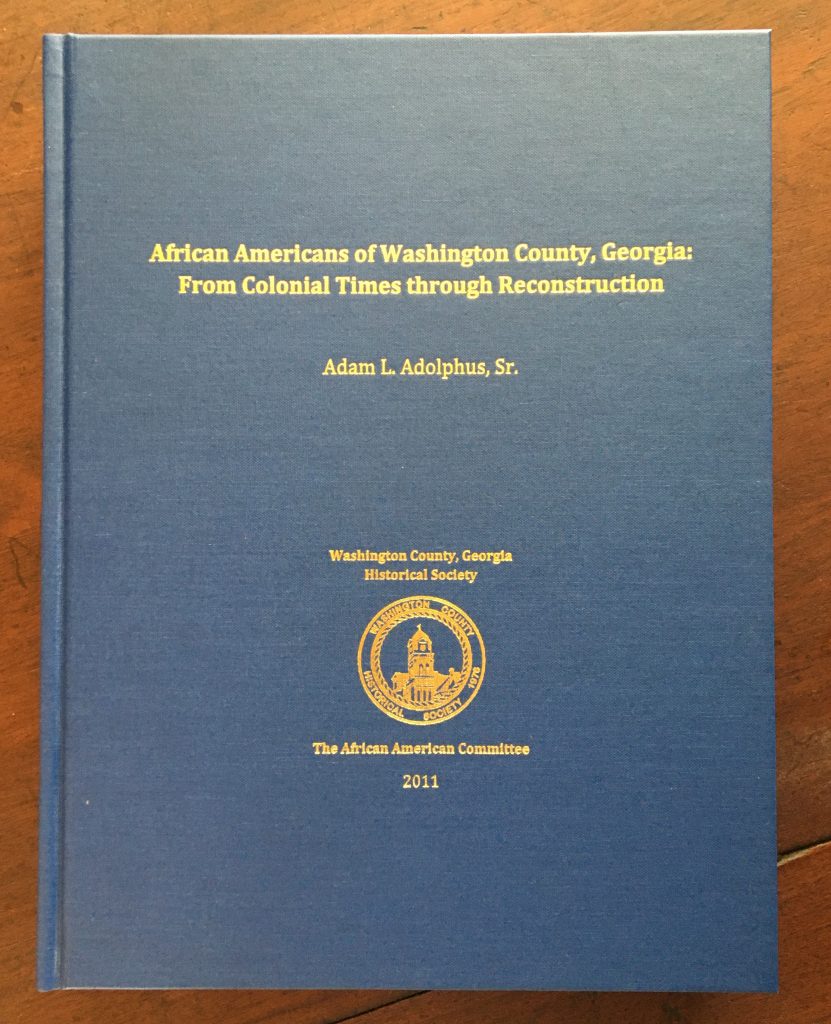 African Americans of Washington County, Georgia:
From Colonial Times through Reconstruction
Adam L. Adolphus, Sr.
Washington County, Georgia
Historical Society
WASHINGTON COUNTY
HISTORICAL SOCIETY 1976
The African American Committee
2011